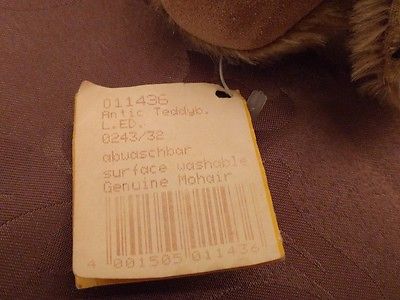 011436
Antic Teddyb.
L.ED.
0243/32
abwaschbar
surface washable
Genuine Mohair
4 001505 011436